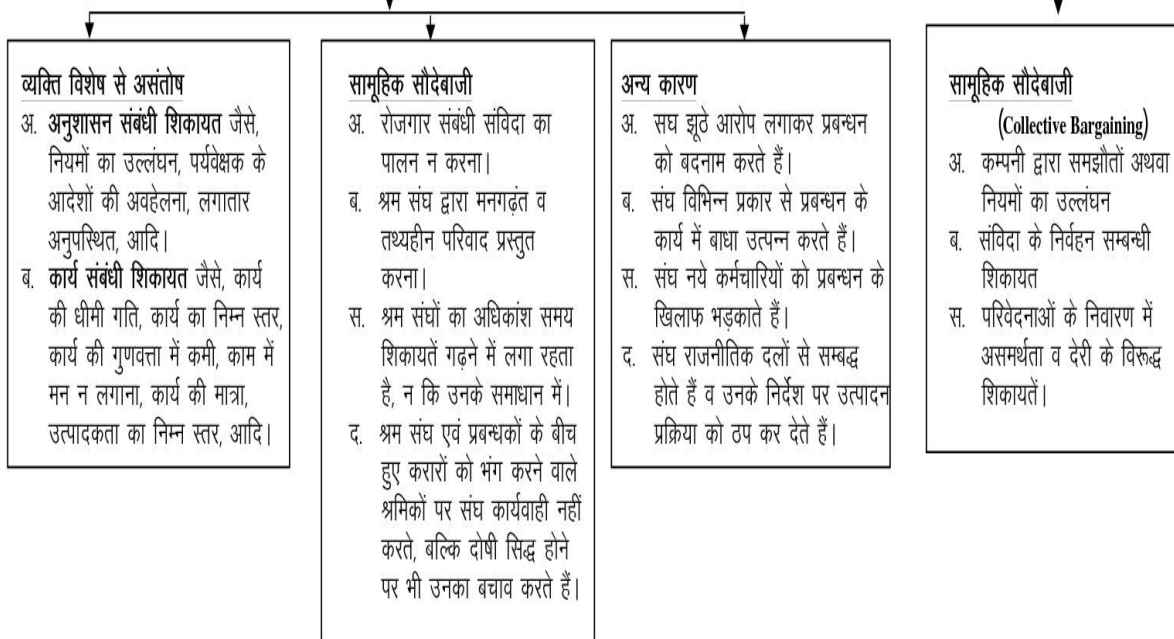 व्यक्ति विशेष से असंतोष
अ. अनुशासन संबंधी शिकायत जैसे,
नियमों का उल्लंघन, पर्यवेक्षक के
आदेशों की अवहेलना, लगातार
अनुपस्थित, आदि।
ब. कार्य संबंधी शिकायत जैसे, कार्य
की धीमी गति, कार्य का निम्न स्तर,
कार्य की गुणवत्ता में कमी, काम में
मन न लगाना, कार्य की मात्रा,
उत्पादकता का निम्न स्तर, आदि।
सामूहिक सौदेबाजी
अ. रोजगार संबंधी संविदा का
पालन न करना।
ब. श्रम संघ द्वारा मनगढ़ंत व
तथ्यहीन परिवाद प्रस्तुत
करना।
स. श्रम संघों का अधिकांश समय
शिकायतें गढ़ने में लगा रहता
है, न कि उनके समाधान में।
द. श्रम संघ एवं प्रबन्धकों के बीच
हुए करारों को भंग करने वाले
श्रमिकों पर संघ कार्यवाही नहीं
करते, बल्कि दोषी सिद्ध होने
पर भी उनका बचाव करते हैं।
अन्य कारण
अ. सघ झूठे आरोप लगाकर प्रबन्धन
को बदनाम करते हैं।
ब. संघ विभिन्न प्रकार से प्रबन्धन के
कार्य में बाधा उत्पन्न करते हैं।
स. संघ नये कर्मचारियों को प्रबन्धन के
खिलाफ भड़काते हैं।
द. संघ राजनीतिक दलों से सम्बद्ध
होते हैं व उनके निर्देश पर उत्पादन
प्रक्रिया को ठप कर देते हैं।
सामूहिक सौदेबाजी
(Collective Bargaining)
अ. कम्पनी द्वारा समझौतों अथवा
नियमों का उल्लंघन
ब. संविदा के निर्वहन सम्बन्धी
शिकायत
स. परिवेदनाओं के निवारण में
असमर्थता व देरी के विरूद्ध
शिकायतें।